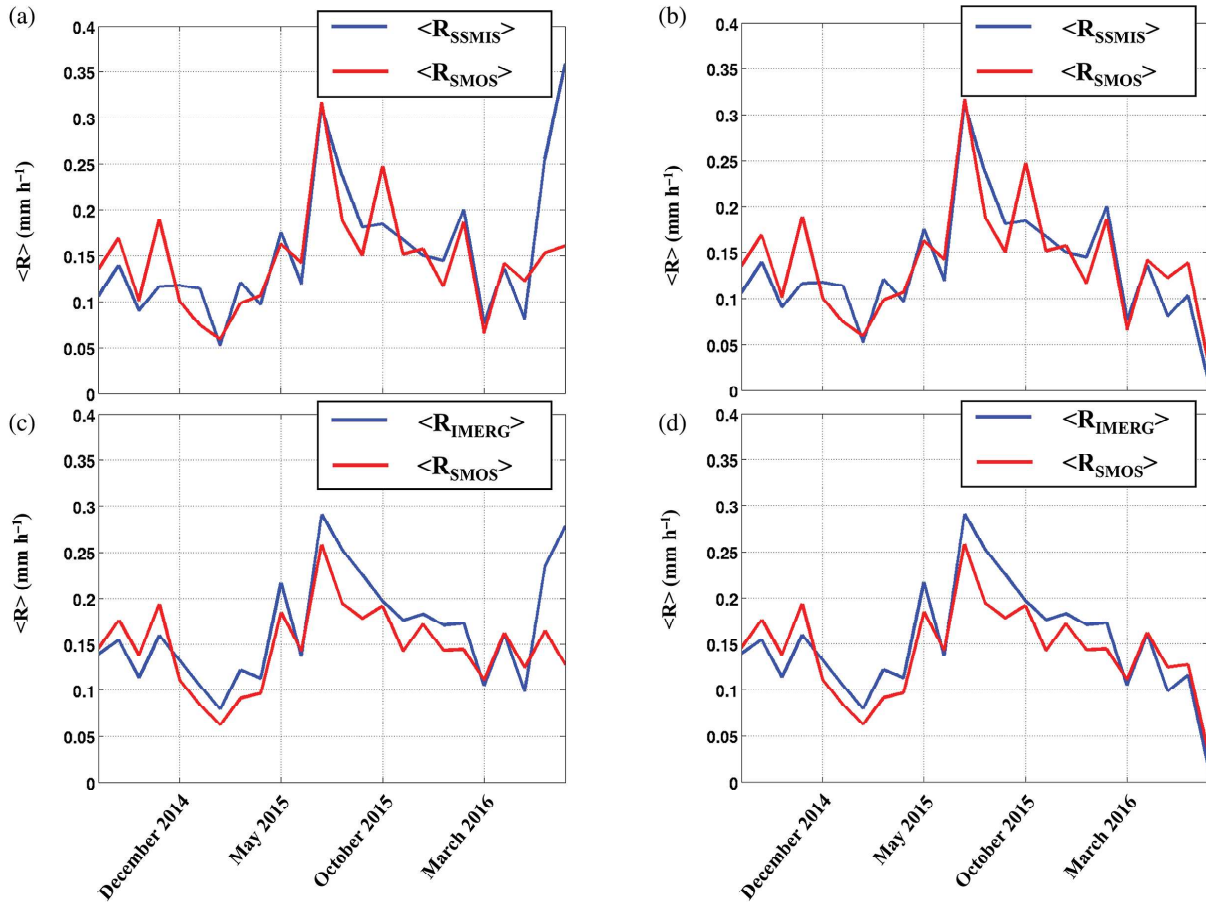 (a)
<R_SSMIS>
<R_SMOS>
<R> (mm h⁻¹)
0.4
0.35
0.3
0.25
0.2
0.15
0.1
0.05
0
(b)
<R_SSMIS>
<R_SMOS>
<R> (mm h⁻¹)
0.4
0.35
0.3
0.25
0.2
0.15
0.1
0.05
0
(c)
<R_IMERG>
<R_SMOS>
<R> (mm h⁻¹)
0.4
0.35
0.3
0.25
0.2
0.15
0.1
0.05
0
December 2014
May 2015
October 2015
March 2016
(d)
<R_IMERG>
<R_SMOS>
<R> (mm h⁻¹)
0.4
0.35
0.3
0.25
0.2
0.15
0.1
0.05
0
December 2014
May 2015
October 2015
March 2016